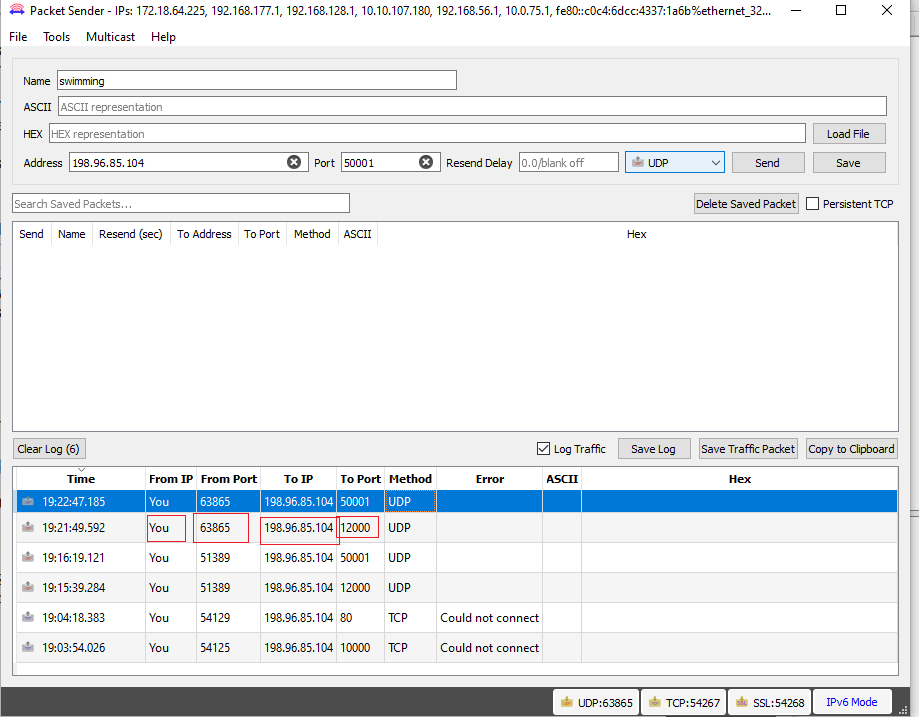 Packet Sender - IPs: 172.18.64.225, 192.168.177.1, 192.168.128.1, 10.10.107.180, 192.168.56.1, 10.0.75.1, fe80::c0c4:6dcc:4337:1a6b%ethernet_32...
File Tools Multicast Help
Name swimming
ASCII ASCII representation
HEX HEX representation Load File
Address 198.96.85.104 Port 50001 Resend Delay 0.0/blank off UDP Send Save
Search Saved Packets... Delete Saved Packet Persistent TCP
Send Name Resend (sec) To Address To Port Method ASCII Hex
Clear Log (6) Log Traffic Save Log Save Traffic Packet Copy to Clipboard
Time From IP From Port To IP To Port Method Error ASCII Hex
19:22:47.185 You 63865 198.96.85.104 50001 UDP
19:21:49.592 You 63865 198.96.85.104 12000 UDP
19:16:19.121 You 51389 198.96.85.104 50001 UDP
19:15:39.284 You 51389 198.96.85.104 12000 UDP
19:04:18.383 You 54129 198.96.85.104 80 TCP Could not connect
19:03:54.026 You 54125 198.96.85.104 10000 TCP Could not connect
UDP:63865 TCP:54267 SSL:54268 IPv6 Mode